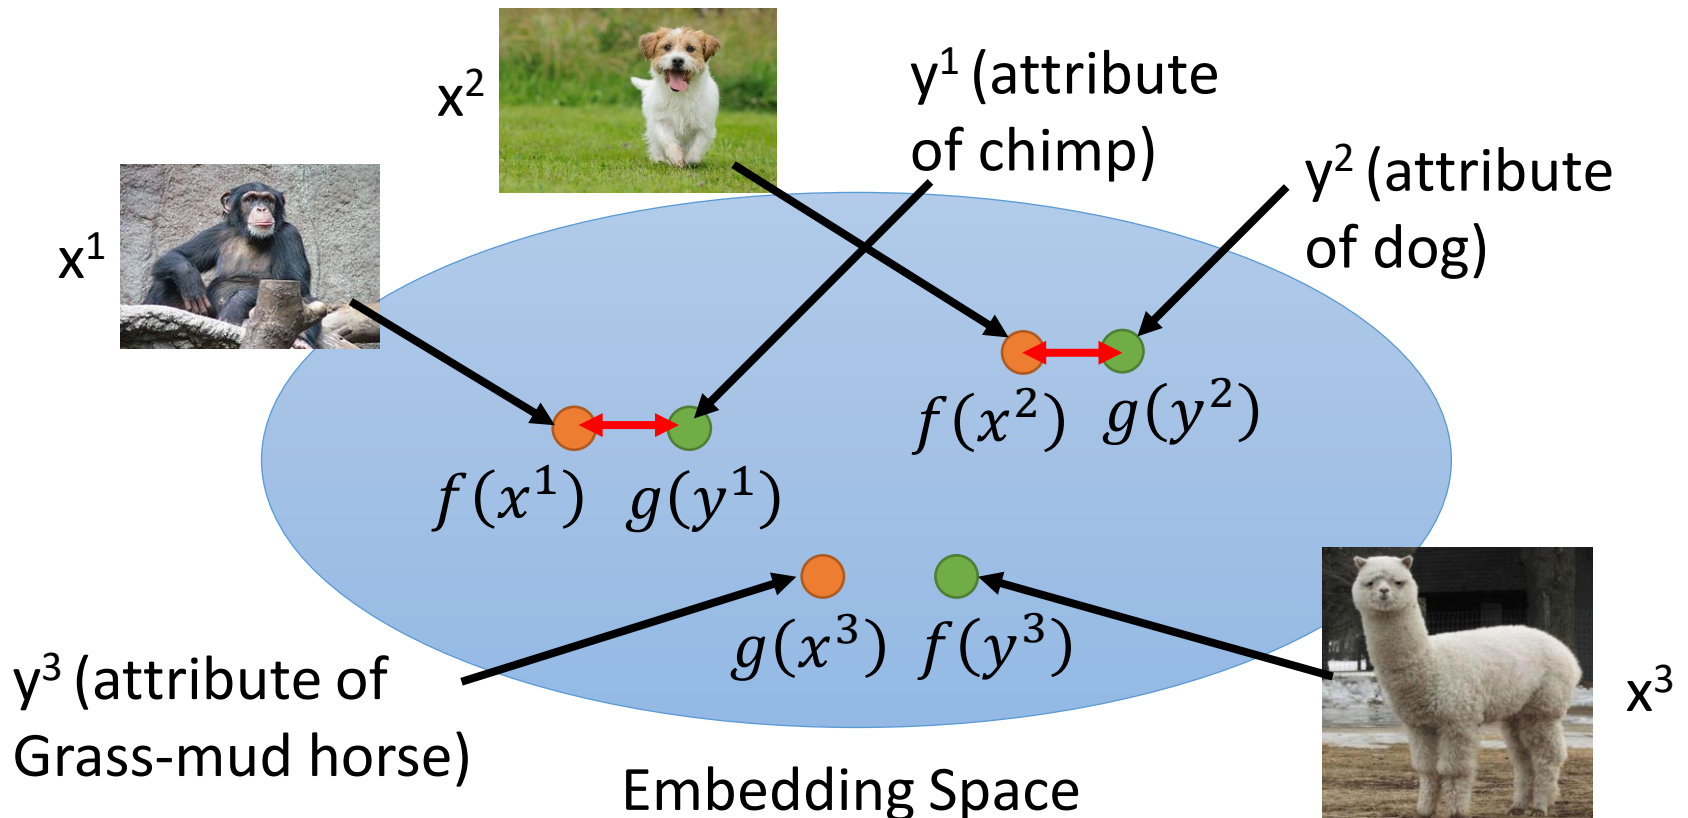 x²
y¹ (attribute
of chimp)
y² (attribute
of dog)
x¹
f(x²) g(y²)
f(x¹) g(y¹)
g(x³) f(y³)
y³ (attribute of
Grass-mud horse)
x³
Embedding Space